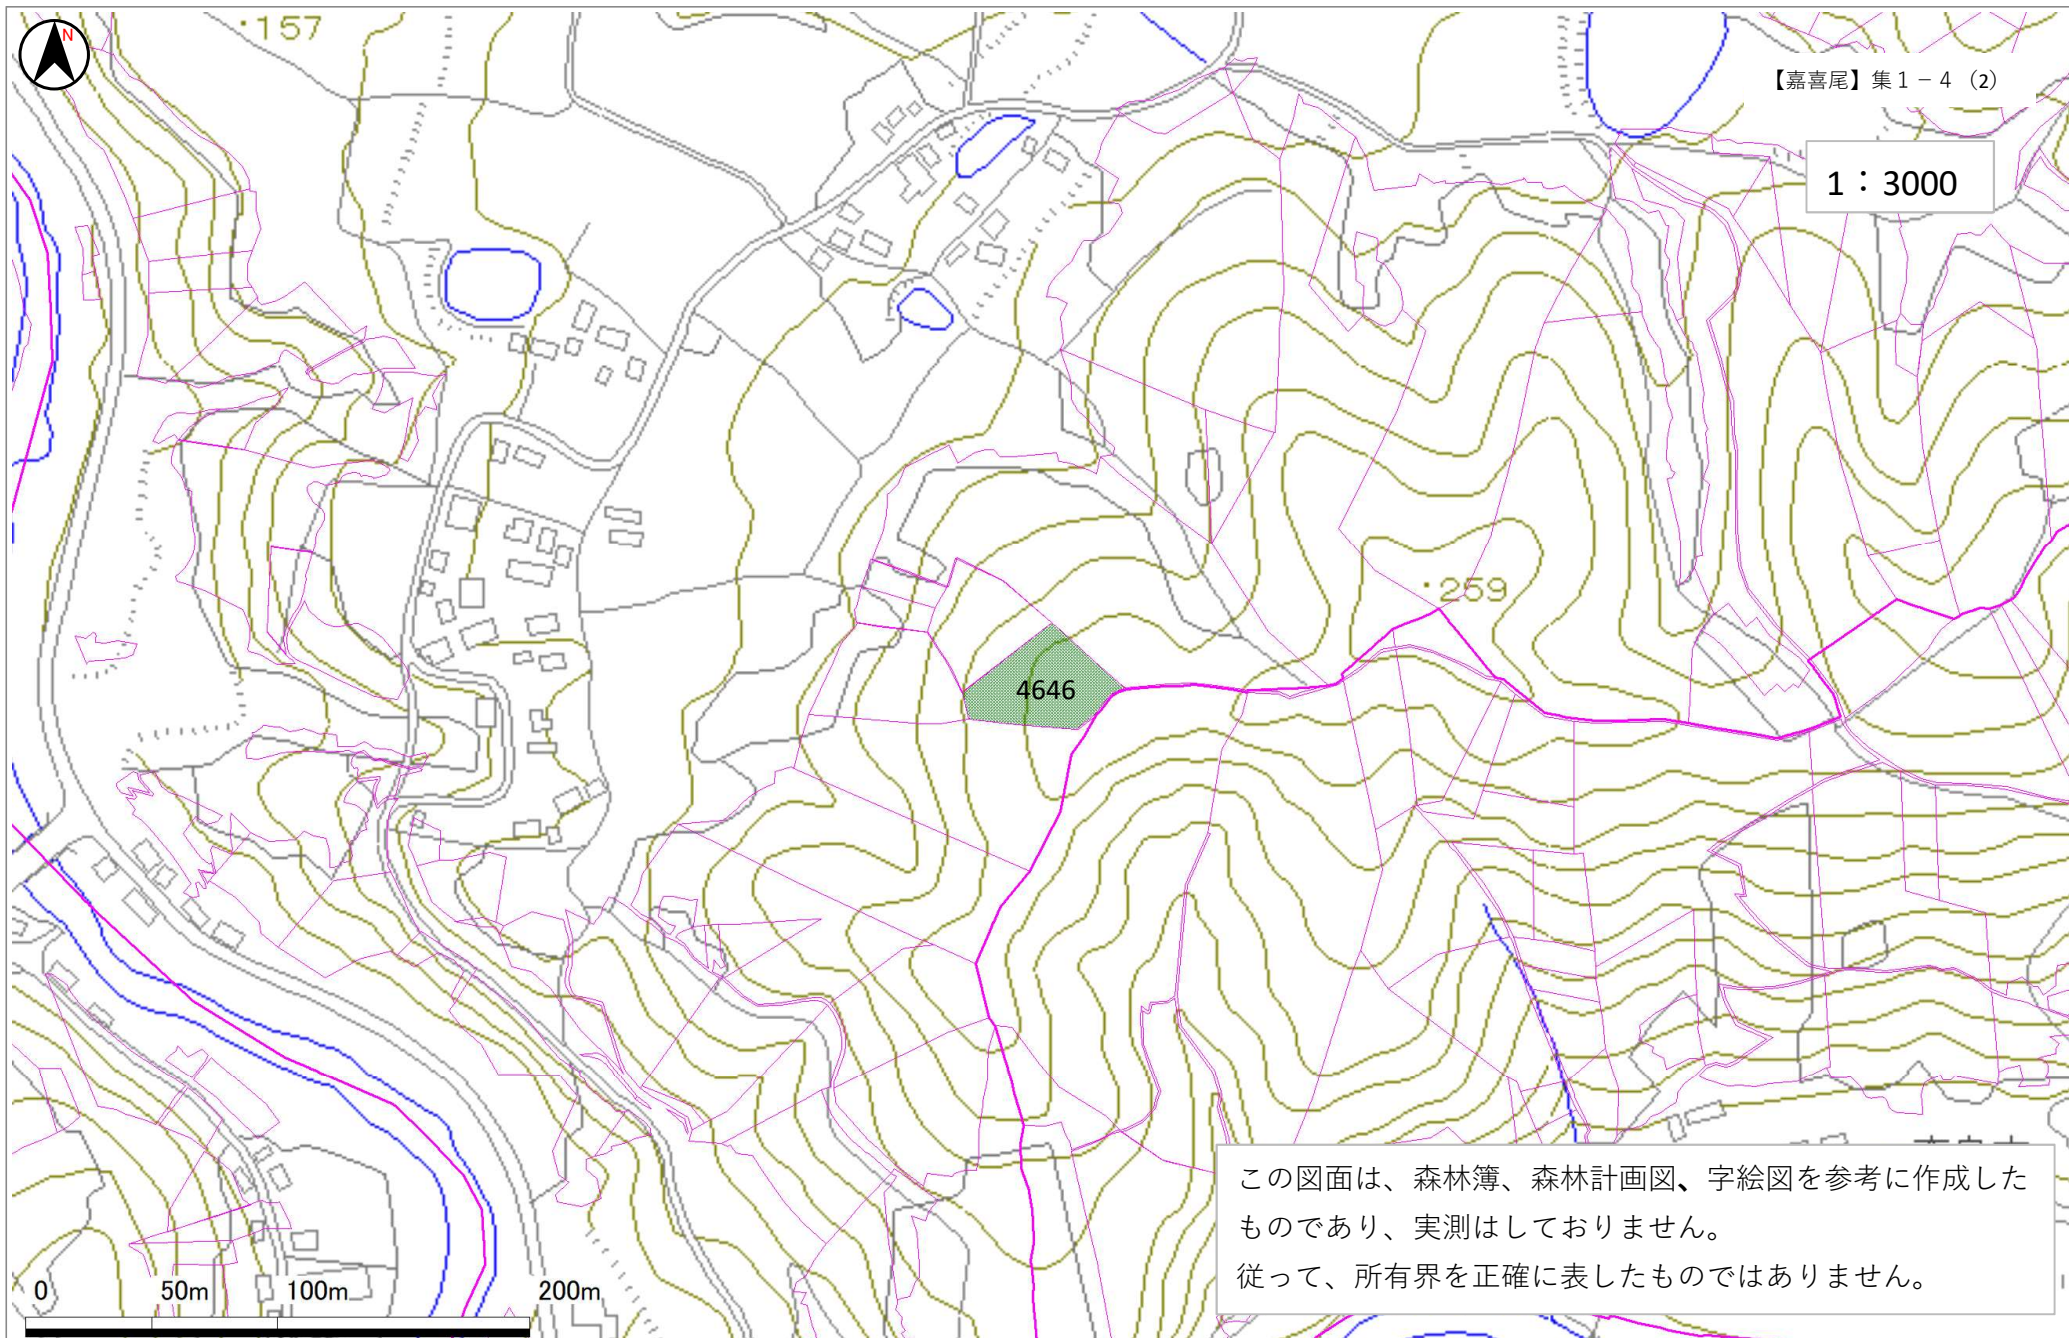 N
157
【嘉喜尾】集１－４（2）
1：3000
259
4646
この図面は、森林簿、森林計画図、字絵図を参考に作成した
ものであり、実測はしておりません。
従って、所有界を正確に表したものではありません。
0 50m 100m 200m